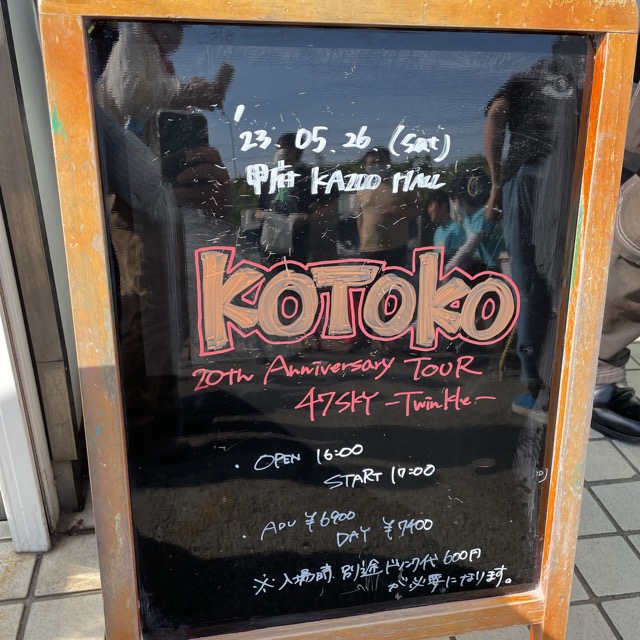 '23. 05. 26 (Sat)
甲府 KAZOO HALL
KOTOKO
20th Anniversary TOUR
47SKY -Twinkle-
・OPEN 16:00
START 17:00
・ADV ¥6900
DAY ¥7400
※入場時 別途ドリンク代600円
が必要になります。